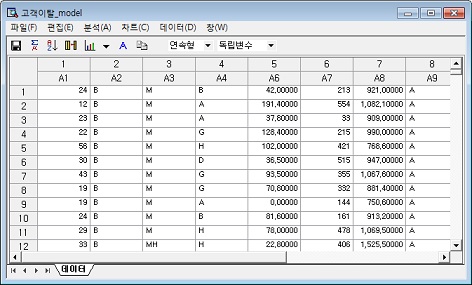 고객이탈_model
파일(F) 편집(E) 분석(A) 차트(C) 데이터(D) 창(W)
A 연속형 독립변수
1 2 3 4 5 6 7 8
A1 A2 A3 A4 A6 A7 A8 A9
1 24 B M B 42,00000 213 921,00000 A
2 12 B M A 191,40000 554 1,082,10000 A
3 23 B M A 37,80000 33 909,00000 A
4 22 B M G 128,40000 215 990,00000 A
5 56 B M H 102,00000 421 768,60000 A
6 30 B M D 36,50000 515 947,00000 A
7 43 B M G 93,50000 355 1,067,60000 A
8 19 B M G 70,80000 332 881,40000 A
9 19 B M A 0,00000 144 750,60000 A
10 24 B M B 81,60000 161 913,20000 A
11 29 B M H 78,00000 478 1,069,50000 A
12 33 B MH H 22,80000 406 1,525,50000 A
데이터